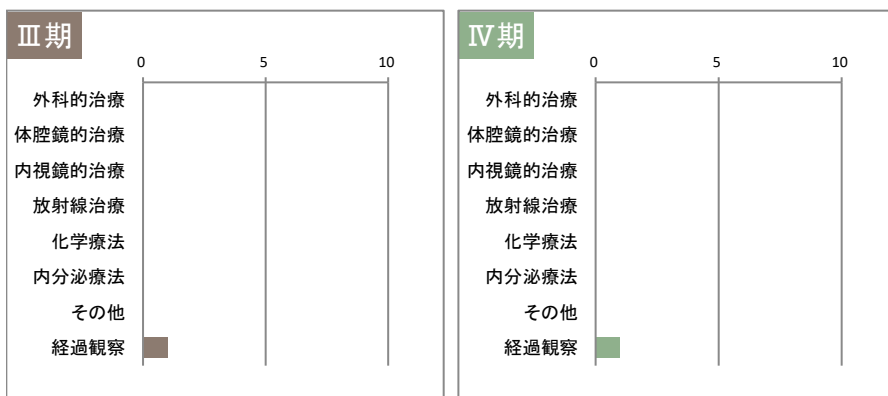 Ⅲ期
0 5 10
外科的治療
体腔鏡的治療
内視鏡的治療
放射線治療
化学療法
内分泌療法
その他
経過観察
Ⅳ期
0 5 10
外科的治療
体腔鏡的治療
内視鏡的治療
放射線治療
化学療法
内分泌療法
その他
経過観察